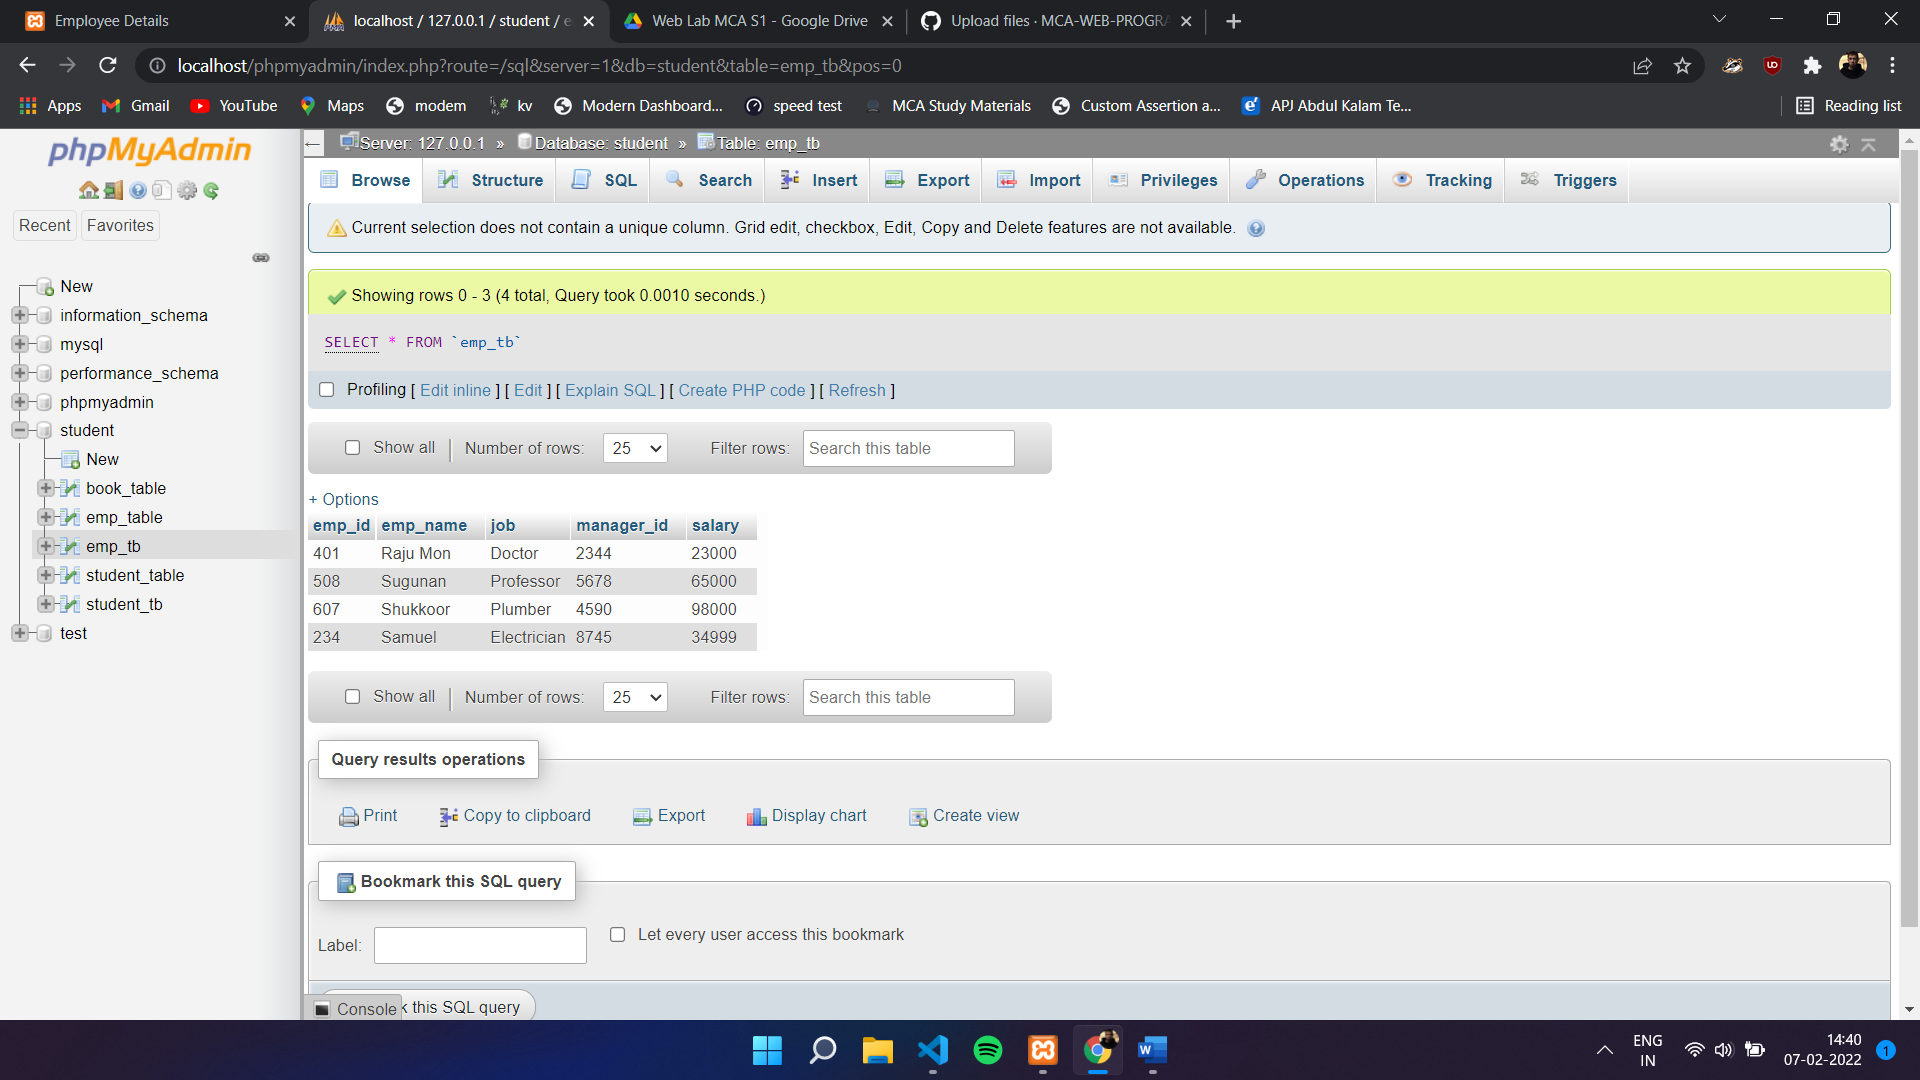 Employee Details
localhost / 127.0.0.1 / student / e
Web Lab MCA S1 - Google Drive
Upload files · MCA-WEB-PROGRA
localhost/phpmyadmin/index.php?route=/sql&server=1&db=student&table=emp_tb&pos=0
Apps
Gmail
YouTube
Maps
modem
kv
Modern Dashboard...
speed test
MCA Study Materials
Custom Assertion a...
APJ Abdul Kalam Te...
Reading list
phpMyAdmin
Recent
Favorites
New
information_schema
mysql
performance_schema
phpmyadmin
student
New
book_table
emp_table
emp_tb
student_table
student_tb
test
Server: 127.0.0.1 » Database: student » Table: emp_tb
Browse
Structure
SQL
Search
Insert
Export
Import
Privileges
Operations
Tracking
Triggers
Current selection does not contain a unique column. Grid edit, checkbox, Edit, Copy and Delete features are not available.
Showing rows 0 - 3 (4 total, Query took 0.0010 seconds.)
SELECT * FROM `emp_tb`
Profiling [ Edit inline ] [ Edit ] [ Explain SQL ] [ Create PHP code ] [ Refresh ]
Show all | Number of rows: 25 Filter rows: Search this table
+ Options
emp_id emp_name job manager_id salary
401 Raju Mon Doctor 2344 23000
508 Sugunan Professor 5678 65000
607 Shukkoor Plumber 4590 98000
234 Samuel Electrician 8745 34999
Show all | Number of rows: 25 Filter rows: Search this table
Query results operations
Print
Copy to clipboard
Export
Display chart
Create view
Bookmark this SQL query
Label:
Let every user access this bookmark
Console
k this SQL query
ENG
IN
14:40
07-02-2022
1